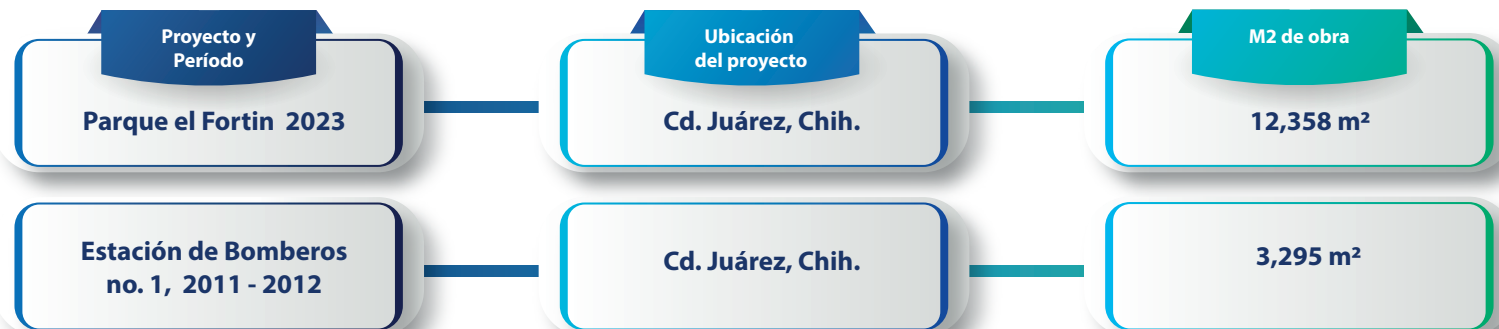 Proyecto y
Período
Ubicación
del proyecto
M2 de obra
Parque el Fortin 2023
Cd. Juárez, Chih.
12,358 m²
Estación de Bomberos
no. 1, 2011 - 2012
Cd. Juárez, Chih.
3,295 m²